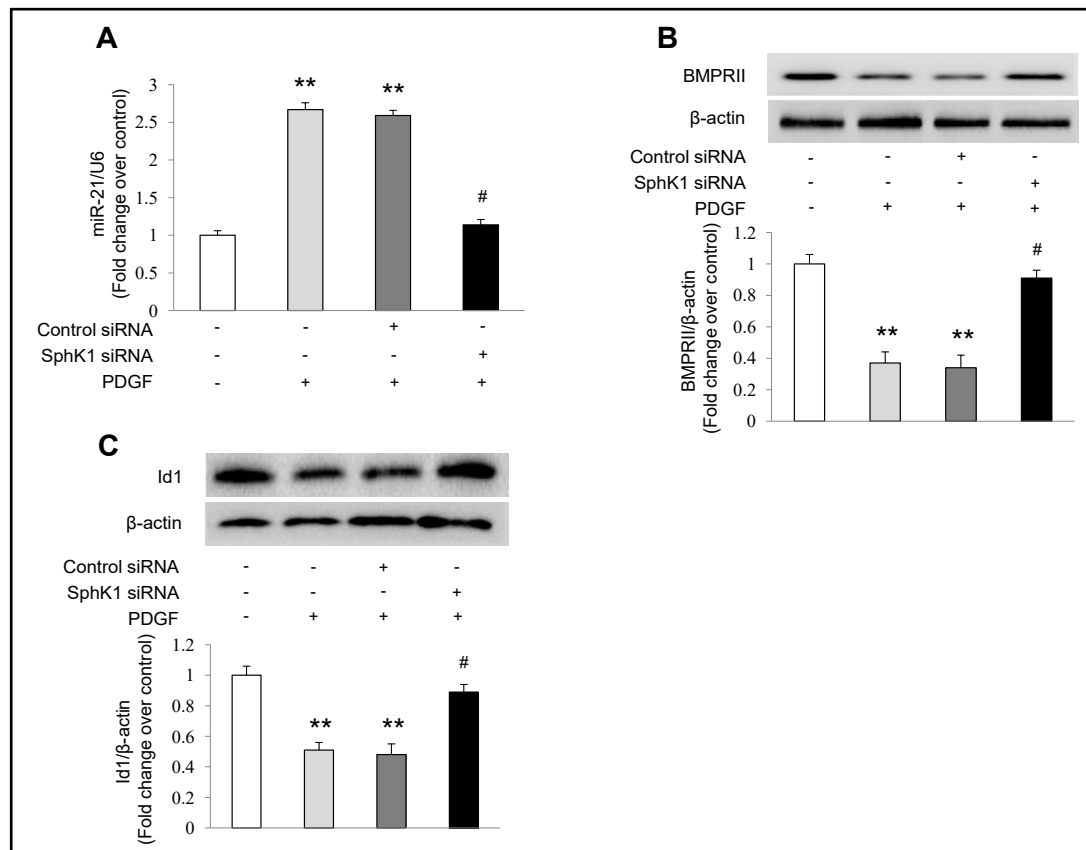 A
3
2.5
2
1.5
1
0.5
0
miR-21/U6
(Fold change over control)
**
**
#
Control siRNA - - + -
SphK1 siRNA - - - +
PDGF - + + +
B
BMPRII
β-actin
Control siRNA - - + -
SphK1 siRNA - - - +
PDGF - + + +
1.2
1
0.8
0.6
0.4
0.2
0
BMPRII/β-actin
(Fold change over control)
**
**
#
C
Id1
β-actin
Control siRNA - - + -
SphK1 siRNA - - - +
PDGF - + + +
1.2
1
0.8
0.6
0.4
0.2
0
Id1/β-actin
(Fold change over control)
**
**
#